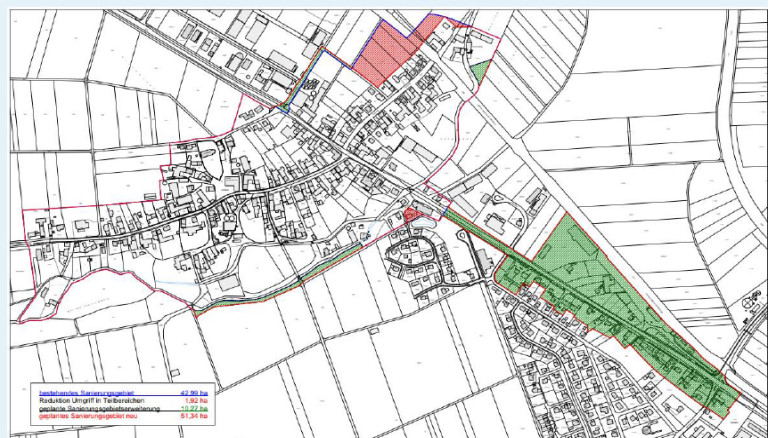 bestehendes Sanierungsgebiet 42,99 ha
Reduktion Umgriff in Teilbereichen 1,92 ha
geplante Sanierungsgebietserweiterung 10,27 ha
geplantes Sanierungsgebiet neu 51,34 ha